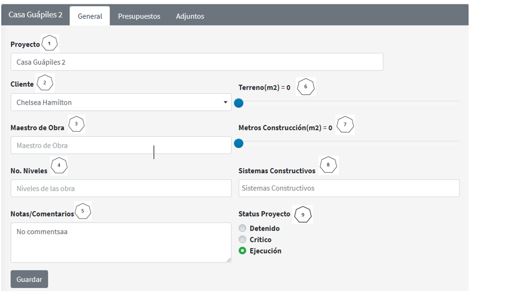 Casa Guápiles 2 General Presupuestos Adjuntos
Proyecto 1
Casa Guápiles 2
Cliente 2
Chelsea Hamilton
Terreno(m2) = 0 6
Maestro de Obra 3
Maestro de Obra
Metros Construcción(m2) = 0 7
No. Niveles 4
Niveles de las obra
Sistemas Constructivos 8
Sistemas Constructivos
Notas/Comentarios 5
No commentsaa
Status Proyecto 9
Detenido
Critico
Ejecución
Guardar